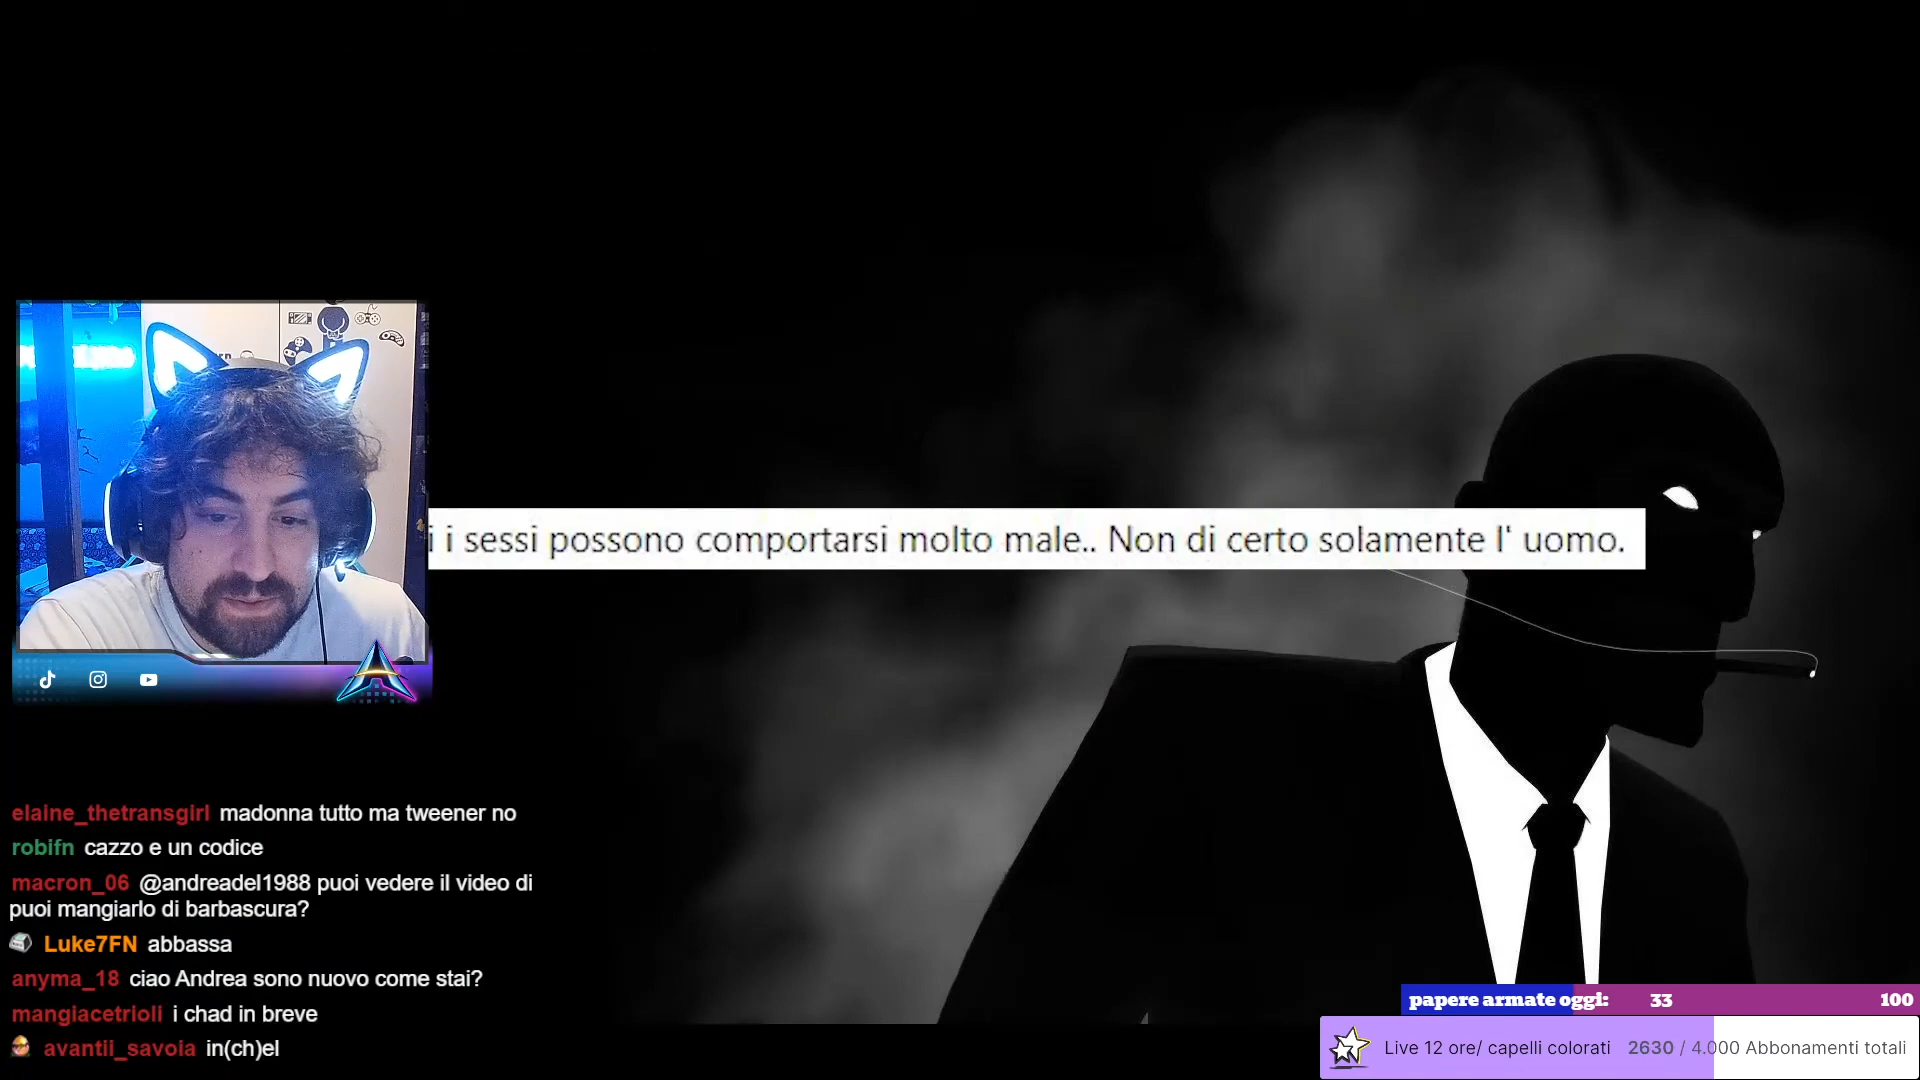 i i sessi possono comportarsi molto male.. Non di certo solamente l' uomo.
elaine_thetransgirl madonna tutto ma tweener no
robifn cazzo e un codice
macron_06 @andreadel1988 puoi vedere il video di
puoi mangiarlo di barbascura?
Luke7FN abbassa
anyma_18 ciao Andrea sono nuovo come stai?
mangiacetrioli i chad in breve
avantii_savoia in(ch)el
papere armate oggi: 33 100
Live 12 ore/ capelli colorati 2630 / 4.000 Abbonamenti totali